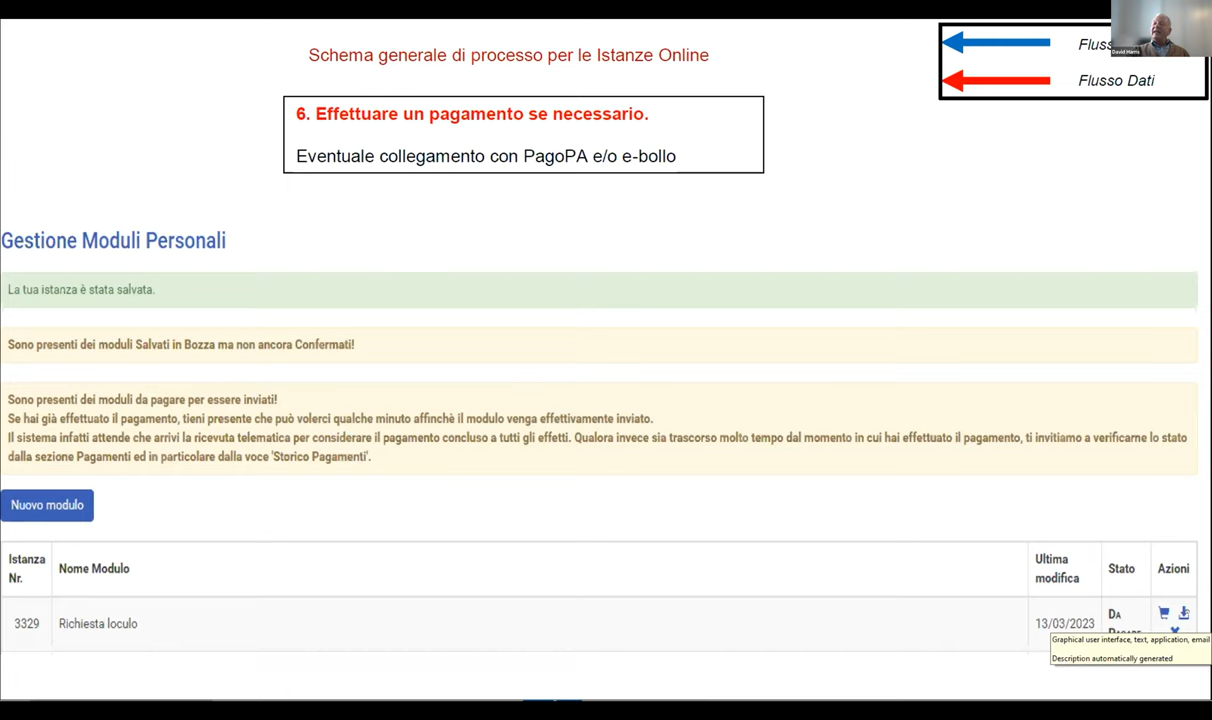 Schema generale di processo per le Istanze Online
Flusso Dati
David Harris
6. Effettuare un pagamento se necessario.
Eventuale collegamento con PagoPA e/o e-bollo
Gestione Moduli Personali
La tua istanza è stata salvata.
Sono presenti dei moduli Salvati in Bozza ma non ancora Confermati!
Sono presenti dei moduli da pagare per essere inviati!
Se hai già effettuato il pagamento, tieni presente che può volerci qualche minuto affinchè il modulo venga effettivamente inviato.
Il sistema infatti attende che arrivi la ricevuta telematica per considerare il pagamento concluso a tutti gli effetti. Qualora invece sia trascorso molto tempo dal momento in cui hai effettuato il pagamento, ti invitiamo a verificarne lo stato
dalla sezione Pagamenti ed in particolare dalla voce 'Storico Pagamenti'.
Nuovo modulo
Istanza Nr. Nome Modulo Ultima modifica Stato Azioni
3329 Richiesta loculo 13/03/2023 Da
Graphical user interface, text, application, email
Description automatically generated